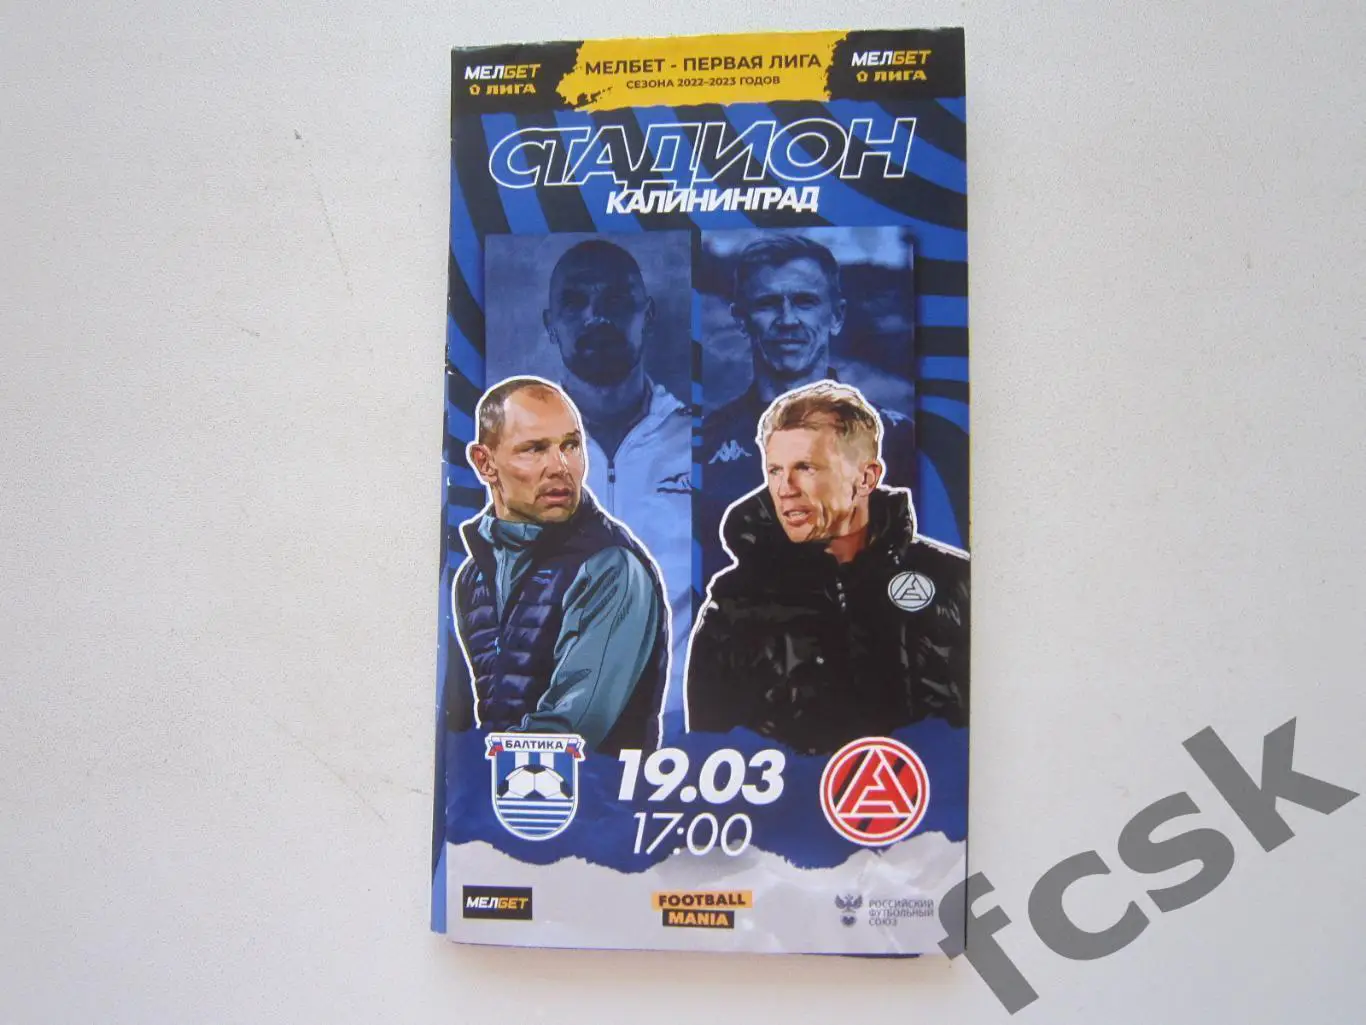 МЕЛБЕТ
ЛИГА
МЕЛБЕТ - ПЕРВАЯ ЛИГА
СЕЗОНА 2022–2023 ГОДОВ
МЕЛБЕТ
ЛИГА
СТАДИОН
КАЛИНИНГРАД
БАЛТИКА
19.03
17:00
МЕЛБЕТ
FOOTBALL
MANIA
РОССИЙСКИЙ
ФУТБОЛЬНЫЙ
СОЮЗ
fcsk